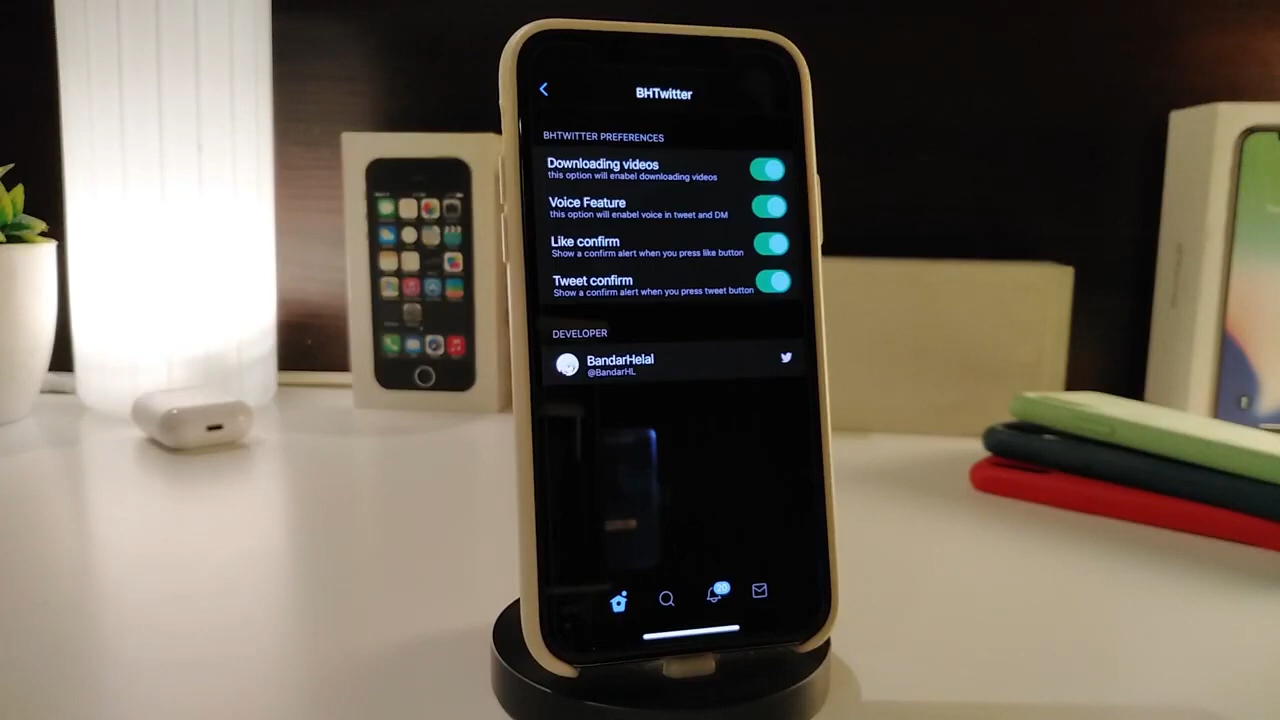 BHTwitter
BHTWITTER PREFERENCES
Downloading videos
this option will enabel downloading videos
Voice Feature
this option will enabel voice in tweet and DM
Like confirm
Show a confirm alert when you press like button
Tweet confirm
Show a confirm alert when you press tweet button
DEVELOPER
BandarHelal
@BandarHL
20